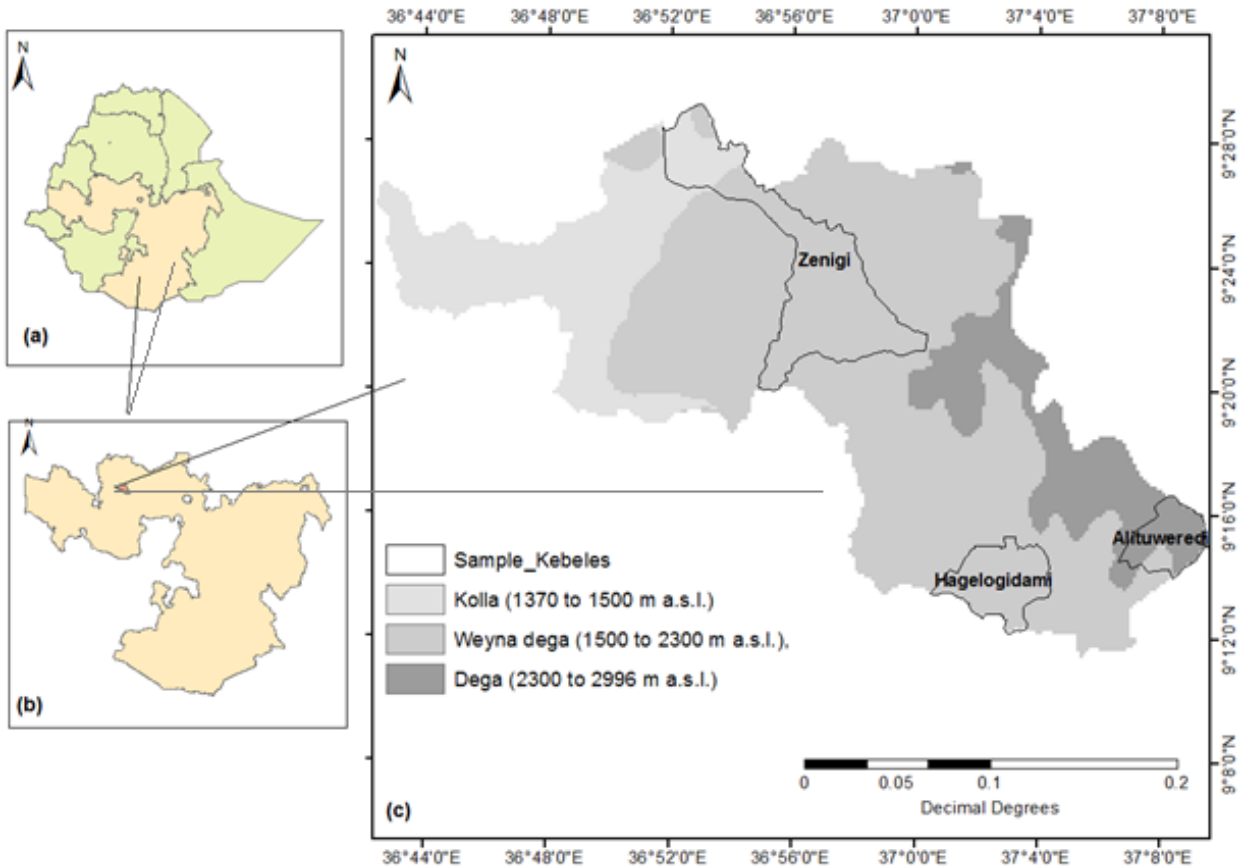 36°44'0"E 36°48'0"E 36°52'0"E 36°56'0"E 37°0'0"E 37°4'0"E 37°8'0"E
N
(a)
N
(b)
N
Zenigi
Alituwered
Hagelogidami
Sample_Kebeles
Kolla (1370 to 1500 m a.s.l.)
Weyna dega (1500 to 2300 m a.s.l.),
Dega (2300 to 2996 m a.s.l.)
0 0.05 0.1 0.2
Decimal Degrees
(c)
9°28'0"N
9°24'0"N
9°20'0"N
9°16'0"N
9°12'0"N
9°8'0"N
36°44'0"E 36°48'0"E 36°52'0"E 36°56'0"E 37°0'0"E 37°4'0"E 37°8'0"E